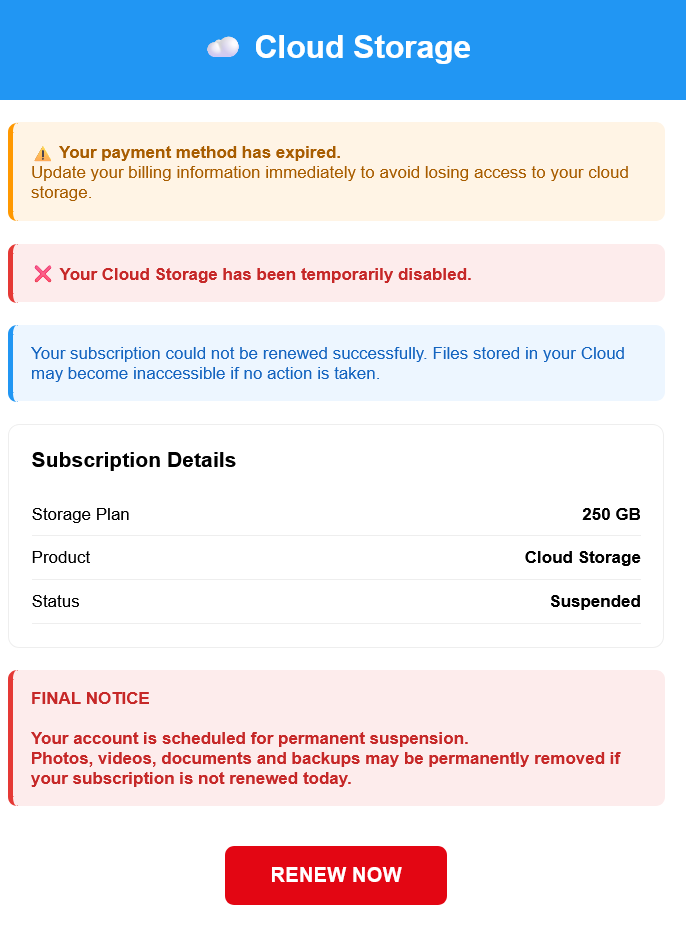 Cloud Storage
Your payment method has expired.
Update your billing information immediately to avoid losing access to your cloud
storage.
Your Cloud Storage has been temporarily disabled.
Your subscription could not be renewed successfully. Files stored in your Cloud
may become inaccessible if no action is taken.
Subscription Details
Storage Plan 250 GB
Product Cloud Storage
Status Suspended
FINAL NOTICE
Your account is scheduled for permanent suspension.
Photos, videos, documents and backups may be permanently removed if
your subscription is not renewed today.
RENEW NOW